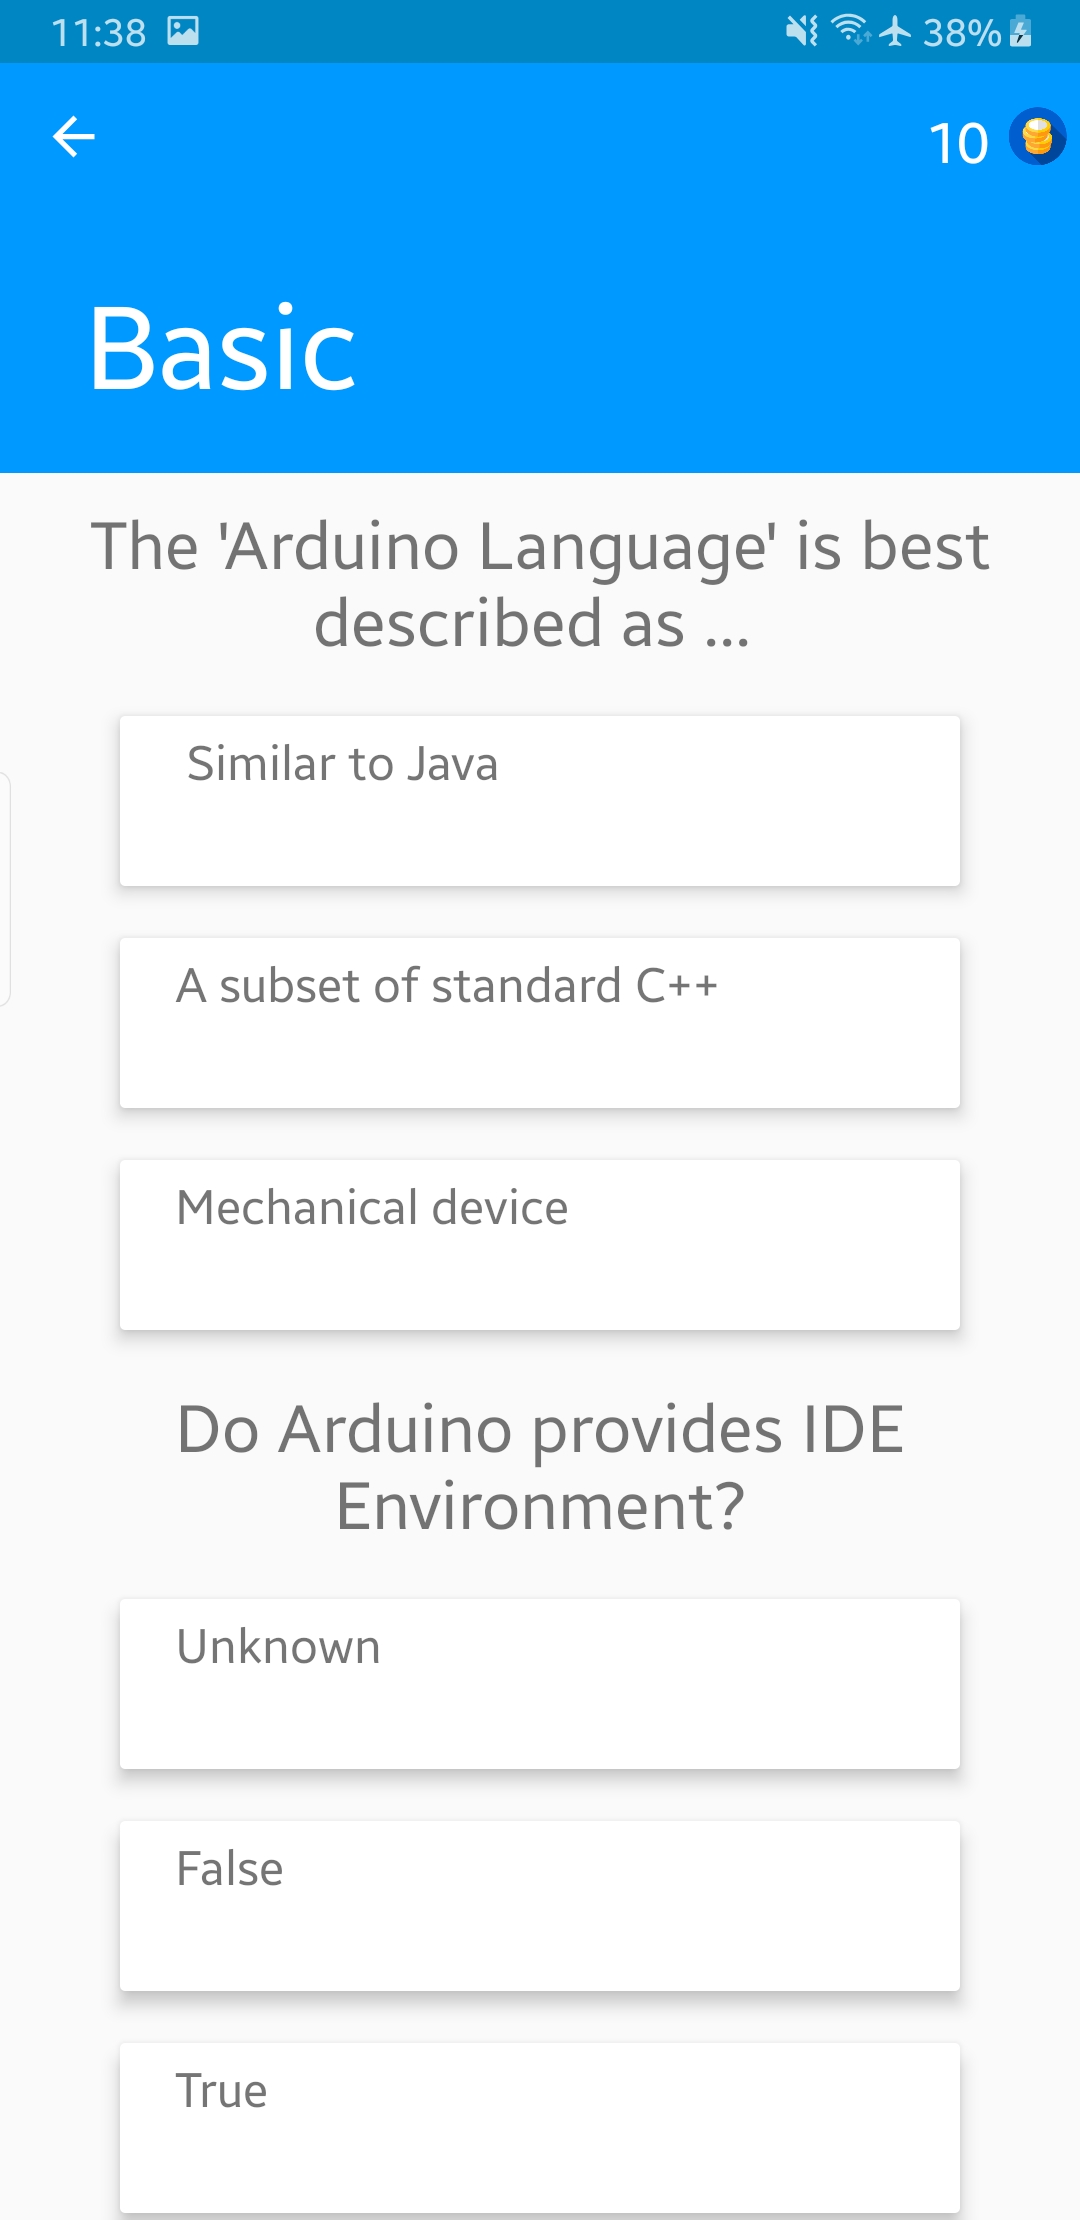 11:38 38%
10
Basic
The 'Arduino Language' is best
described as ...
Similar to Java
A subset of standard C++
Mechanical device
Do Arduino provides IDE
Environment?
Unknown
False
True